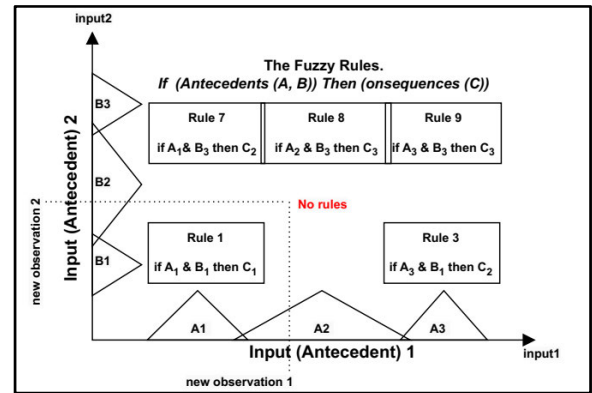 input2
The Fuzzy Rules.
If (Antecedents (A, B)) Then (onsequences (C))
Rule 7
if A₁& B₃ then C₂
Rule 8
if A₂ & B₃ then C₃
Rule 9
if A₃ & B₃ then C₃
B3
B2
B1
Input (Antecedent) 2
new observation 2
No rules
Rule 1
if A₁ & B₁ then C₁
Rule 3
if A₃ & B₁ then C₂
A1
A2
A3
Input (Antecedent) 1
input1
new observation 1